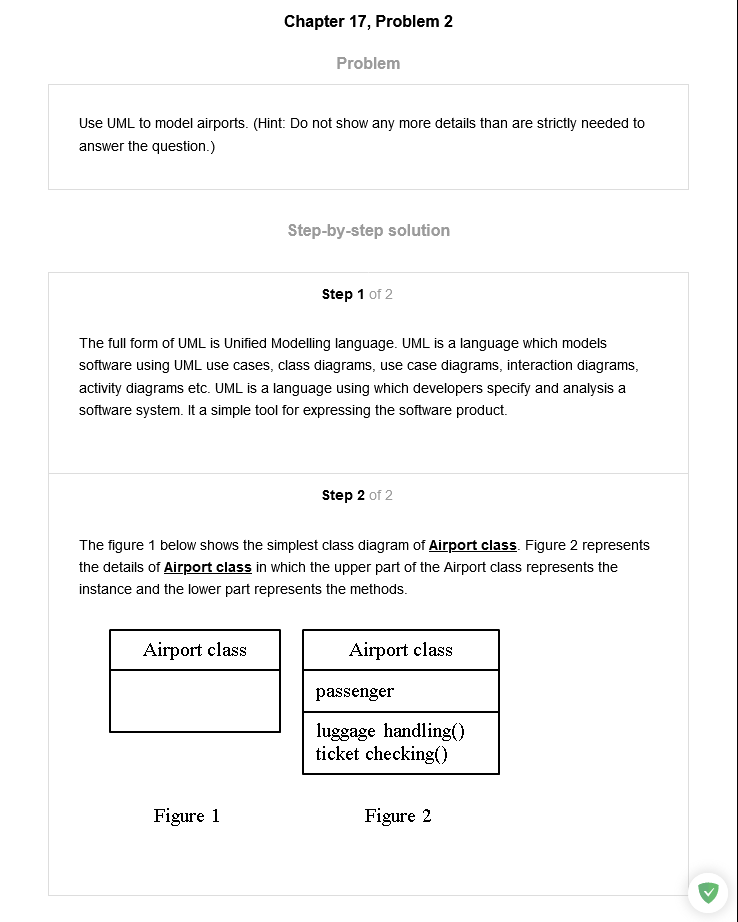 Chapter 17, Problem 2
Problem
Use UML to model airports. (Hint: Do not show any more details than are strictly needed to
answer the question.)
Step-by-step solution
Step 1 of 2
The full form of UML is Unified Modelling language. UML is a language which models
software using UML use cases, class diagrams, use case diagrams, interaction diagrams,
activity diagrams etc. UML is a language using which developers specify and analysis a
software system. It a simple tool for expressing the software product.
Step 2 of 2
The figure 1 below shows the simplest class diagram of Airport class. Figure 2 represents
the details of Airport class in which the upper part of the Airport class represents the
instance and the lower part represents the methods.
Airport class
Airport class
passenger
luggage handling()
ticket checking()
Figure 1
Figure 2